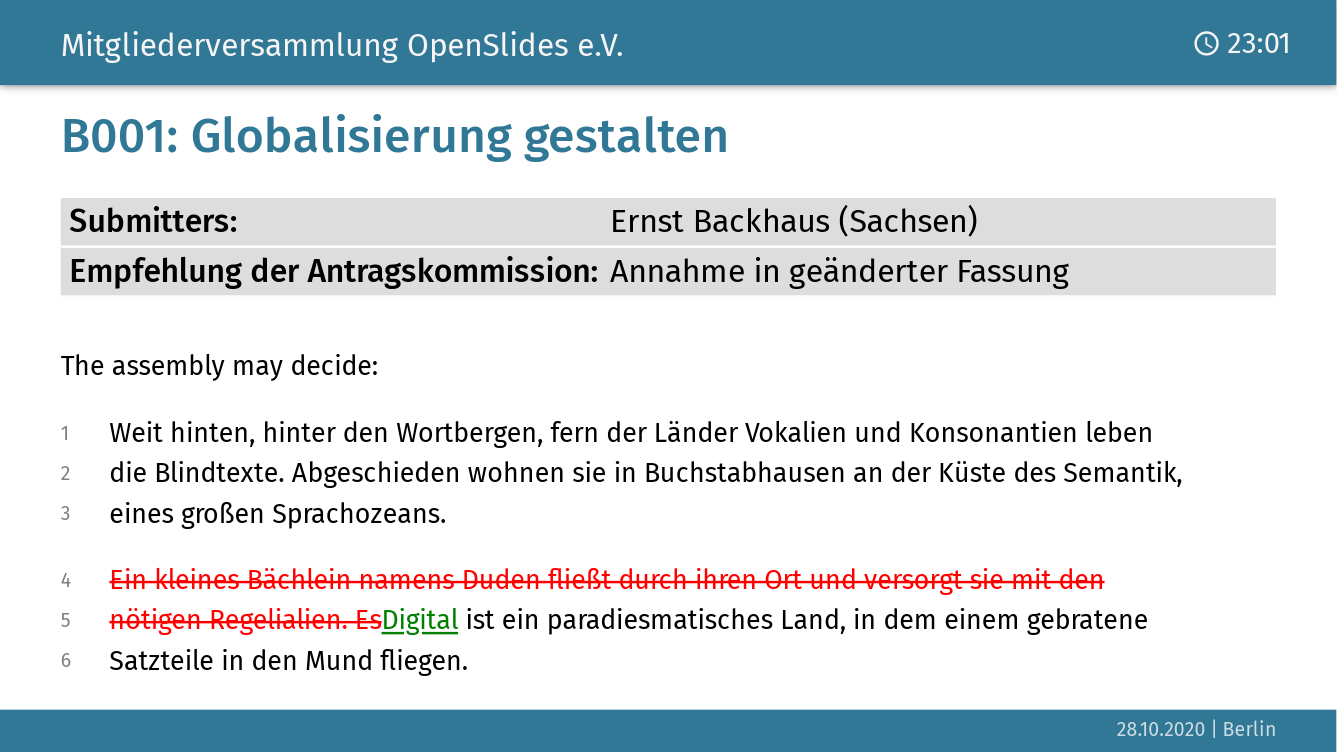 Mitgliederversammlung OpenSlides e.V.
23:01
B001: Globalisierung gestalten
Submitters: Ernst Backhaus (Sachsen)
Empfehlung der Antragskommission: Annahme in geänderter Fassung
The assembly may decide:
1 Weit hinten, hinter den Wortbergen, fern der Länder Vokalien und Konsonantien leben
2 die Blindtexte. Abgeschieden wohnen sie in Buchstabhausen an der Küste des Semantik,
3 eines großen Sprachozeans.
4 Ein kleines Bächlein namens Duden fließt durch ihren Ort und versorgt sie mit den
5 nötigen Regelialien. EsDigital ist ein paradiesmatisches Land, in dem einem gebratene
6 Satzteile in den Mund fliegen.
28.10.2020 | Berlin